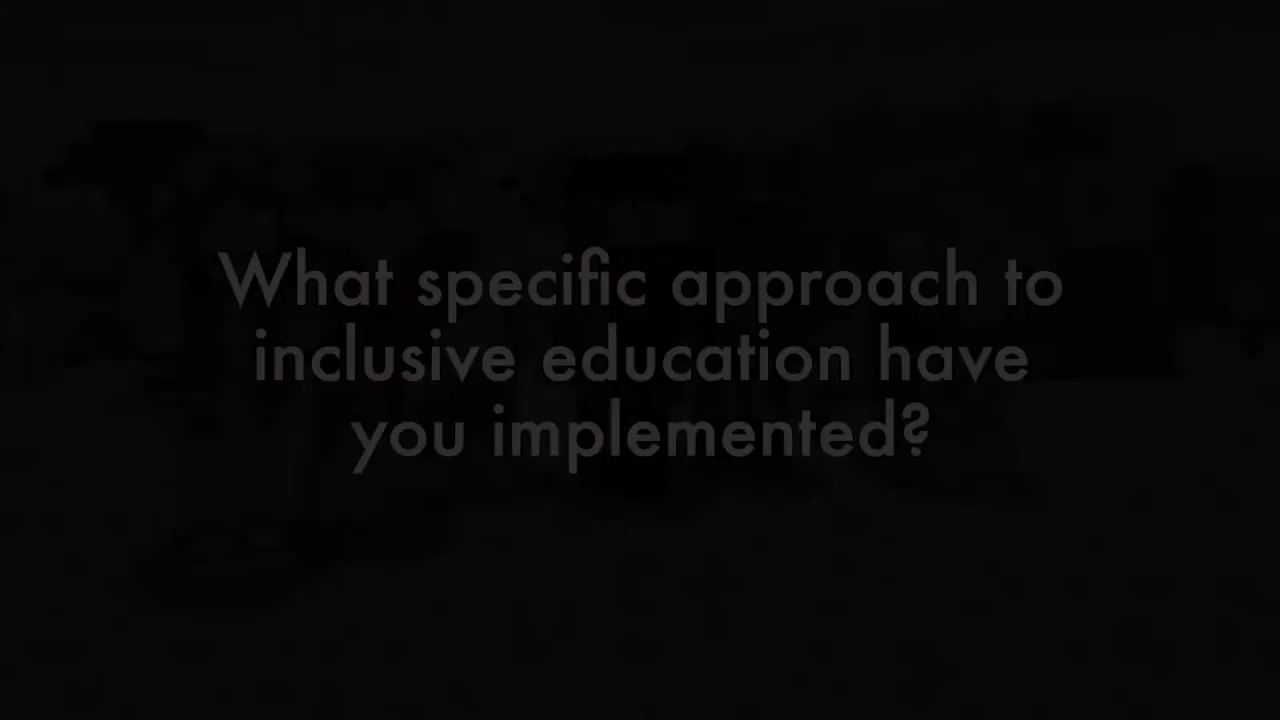 What specific approach to
inclusive education have
you implemented?